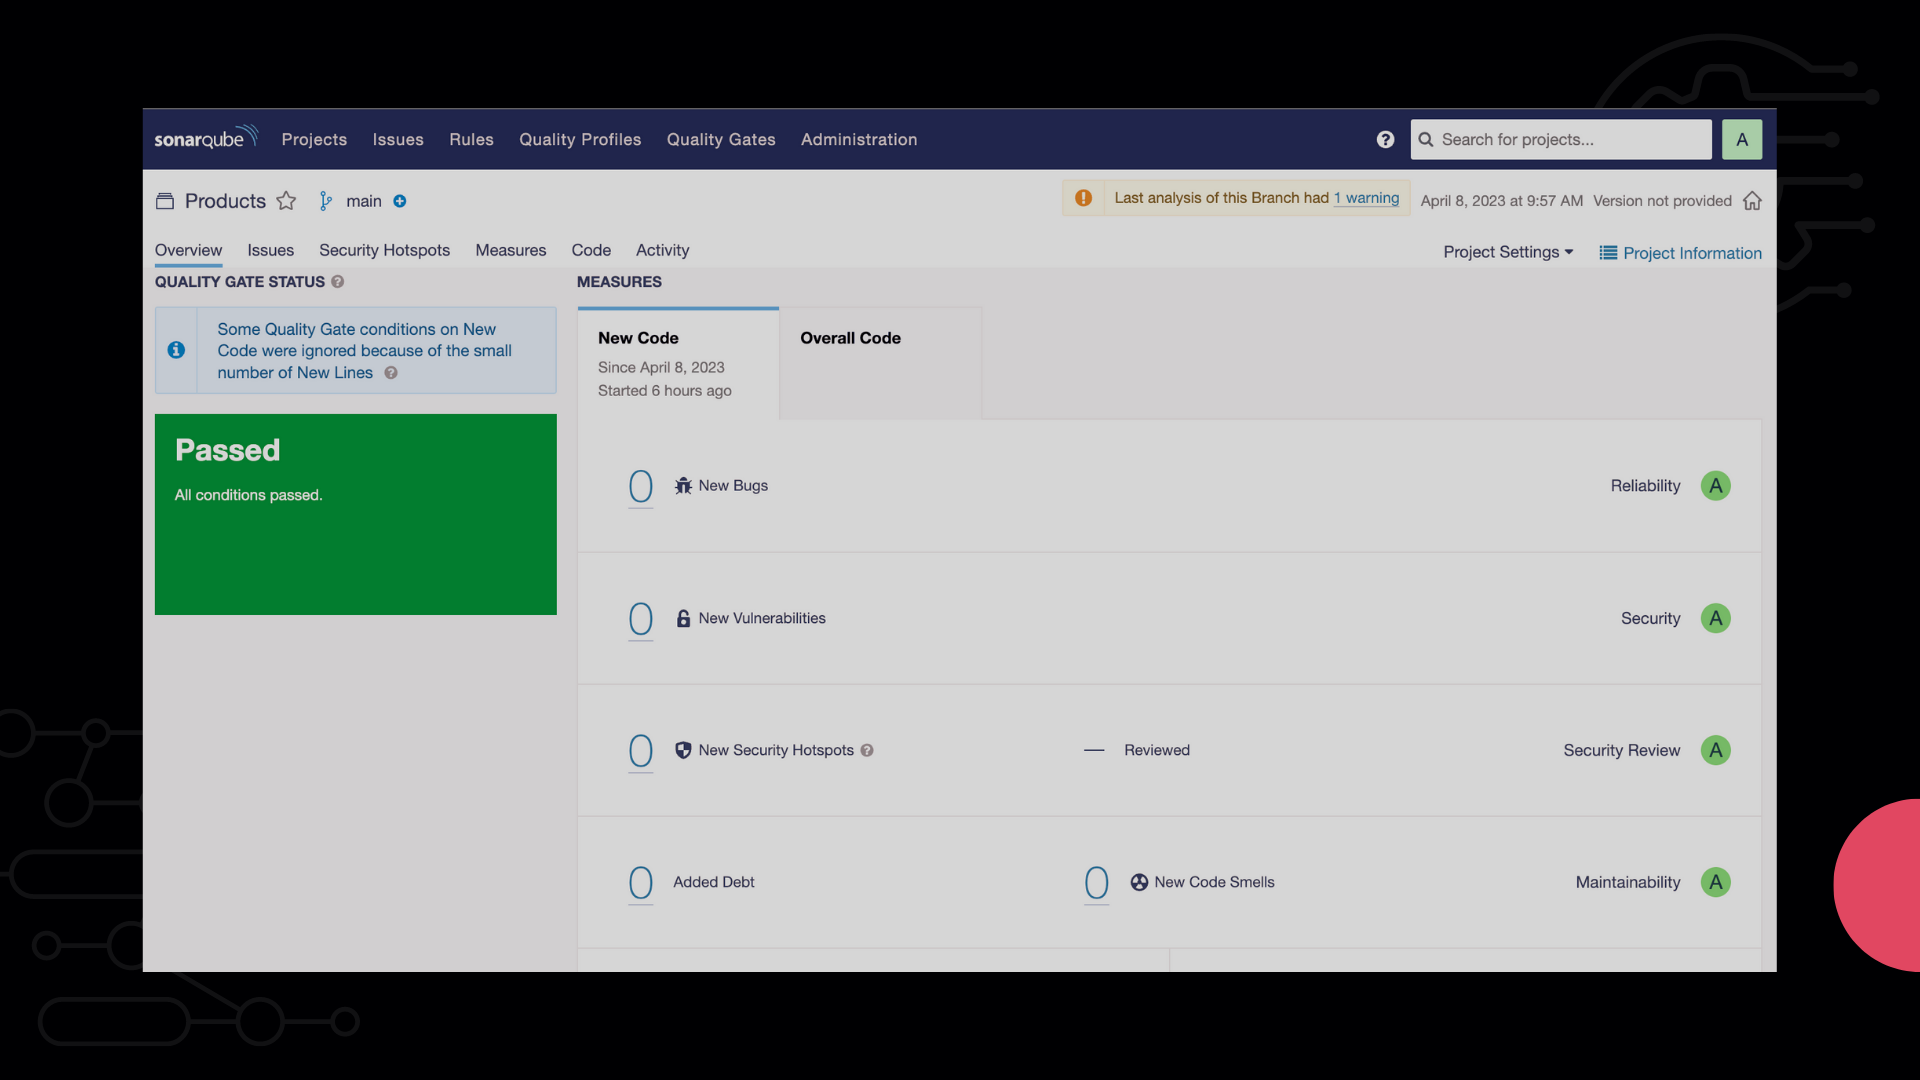 sonarqube Projects Issues Rules Quality Profiles Quality Gates Administration ? Search for projects... A
Products main Last analysis of this Branch had 1 warning April 8, 2023 at 9:57 AM Version not provided
Overview Issues Security Hotspots Measures Code Activity Project Settings Project Information
QUALITY GATE STATUS ? MEASURES
Some Quality Gate conditions on New
Code were ignored because of the small
number of New Lines ?
Passed
All conditions passed.
New Code
Since April 8, 2023
Started 6 hours ago
Overall Code
0 New Bugs Reliability A
0 New Vulnerabilities Security A
0 New Security Hotspots ? — Reviewed Security Review A
0 Added Debt 0 New Code Smells Maintainability A